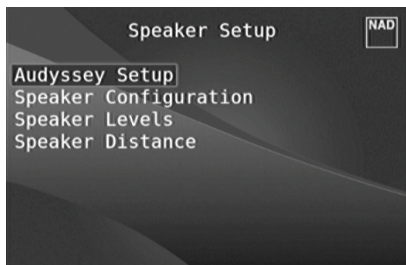 Speaker Setup
NAD
Audyssey Setup
Speaker Configuration
Speaker Levels
Speaker Distance